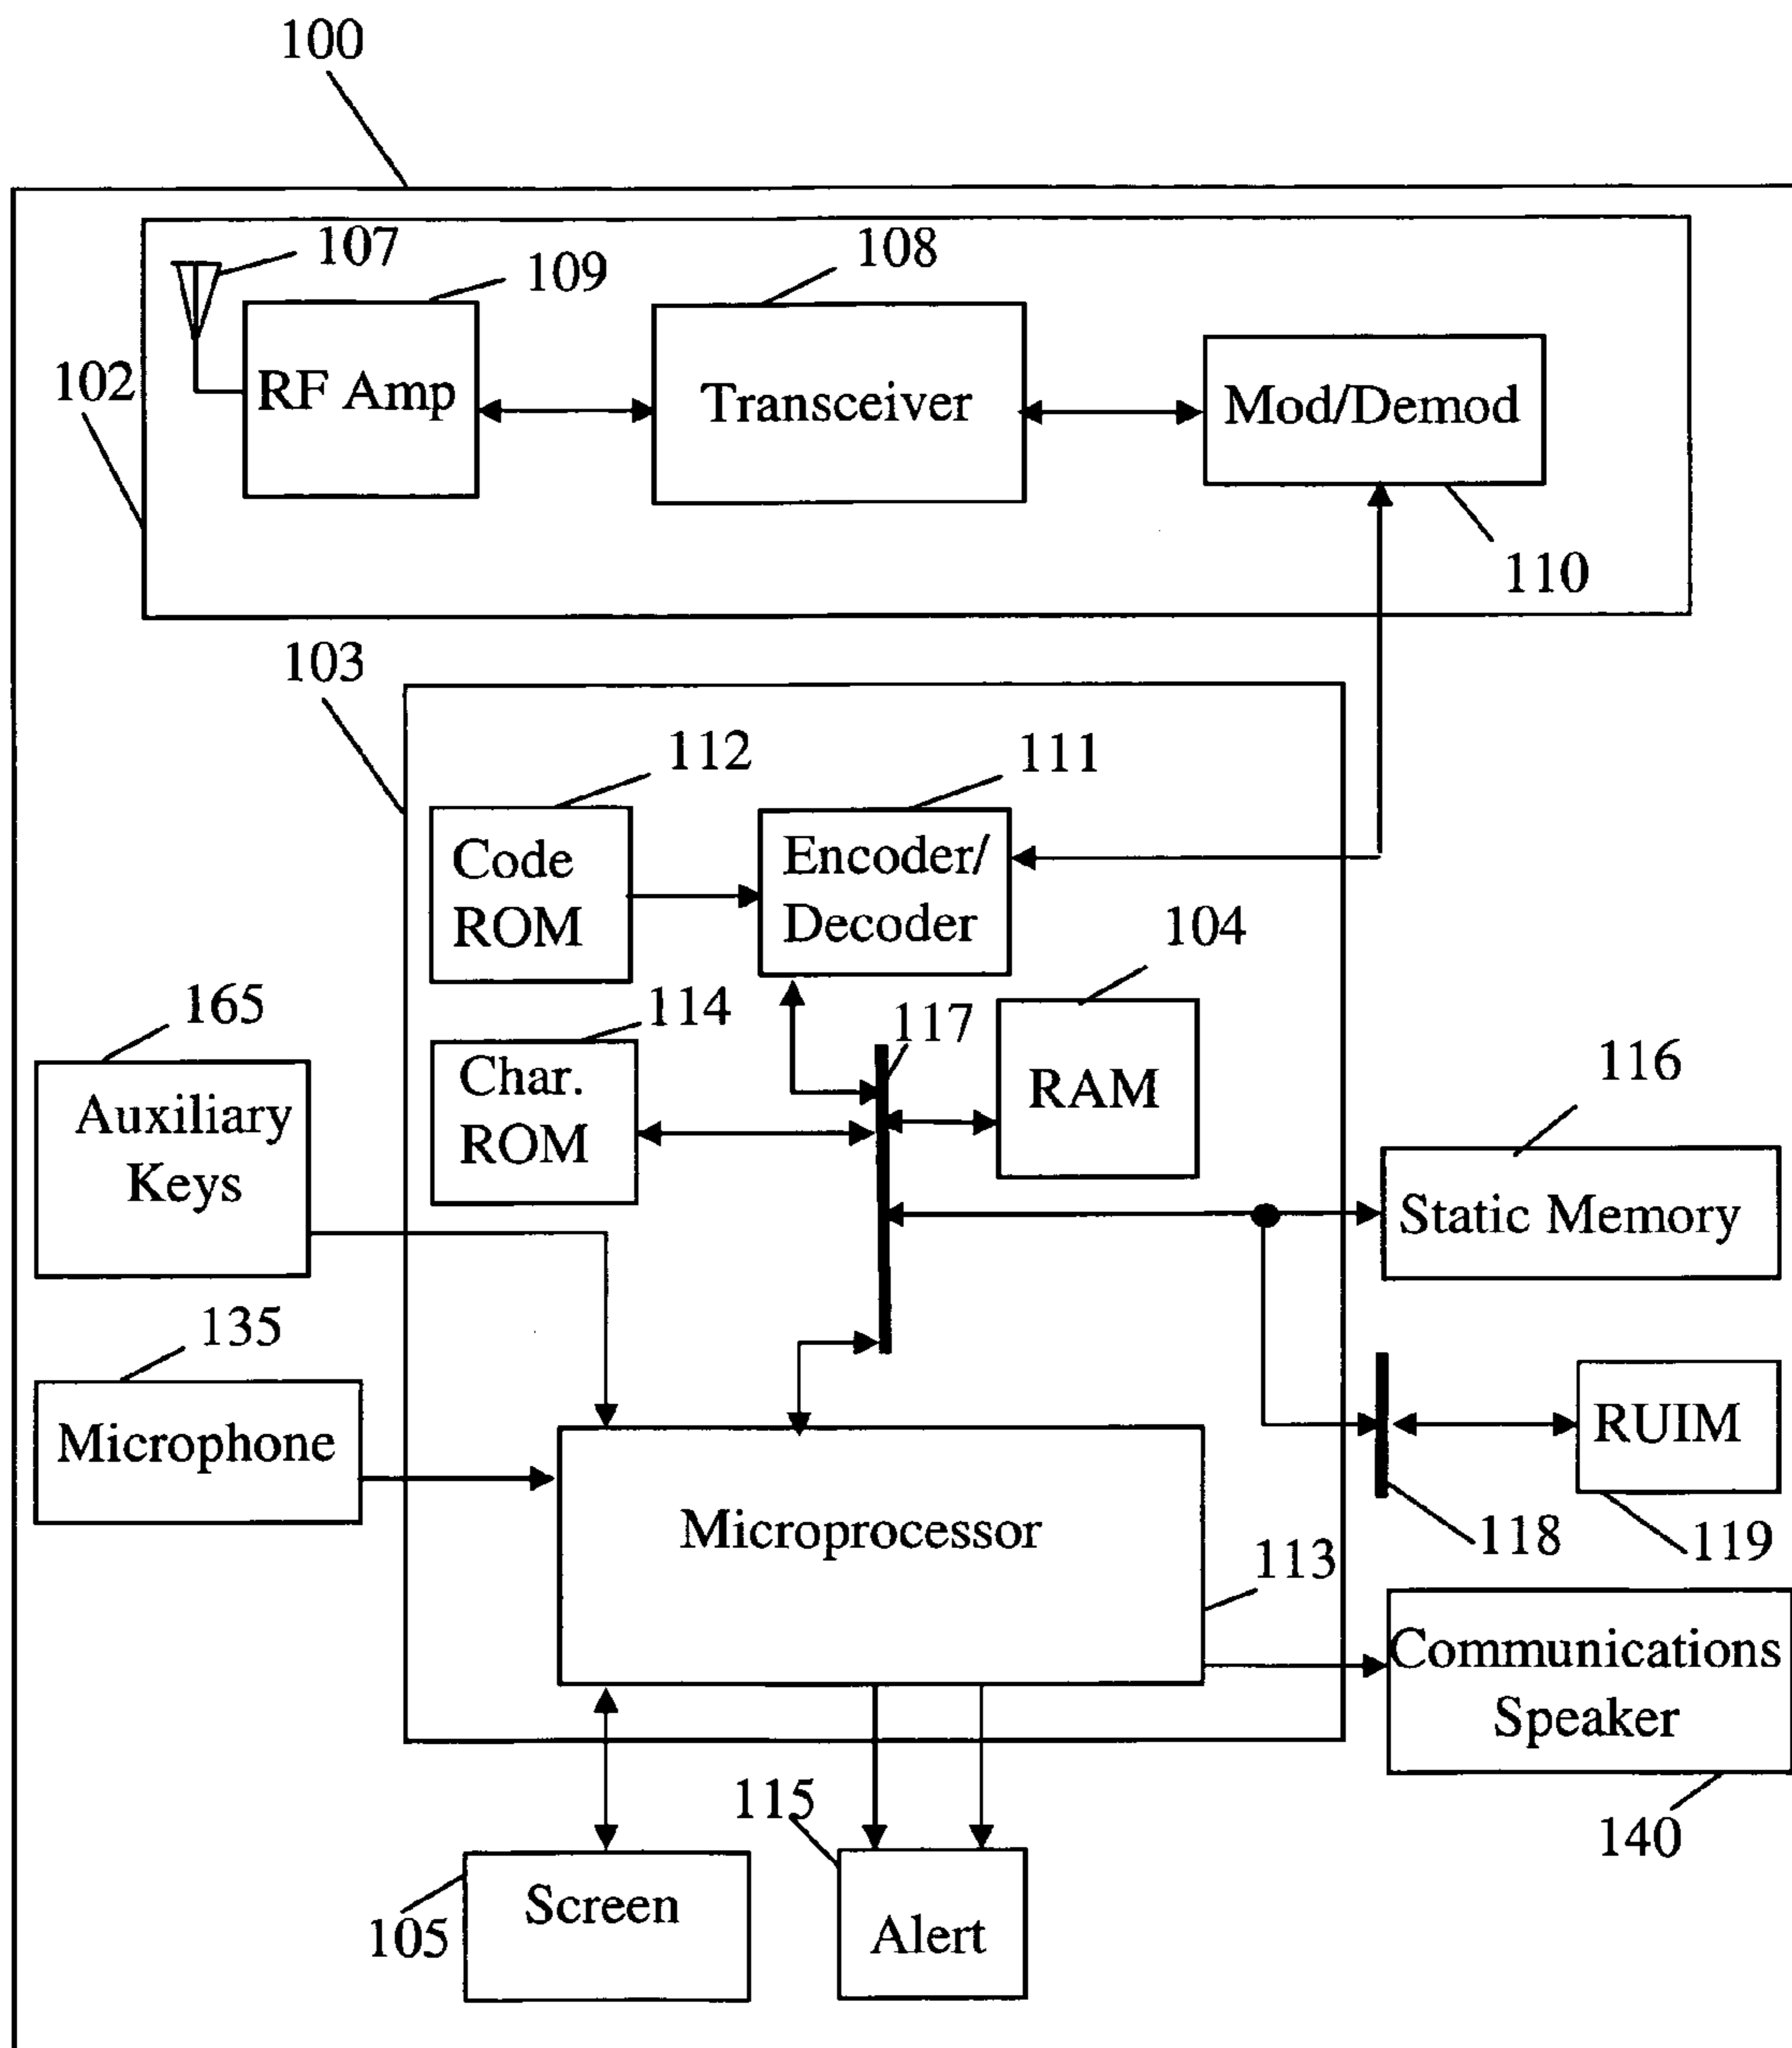 100
107
109
108
102
RF Amp
Transceiver
Mod/Demod
110
103
112
111
Code
ROM
Encoder/
Decoder
104
165
114
117
Auxiliary
Keys
Char.
ROM
RAM
116
Static Memory
135
Microphone
RUIM
Microprocessor
118
119
113
Communications
Speaker
115
140
105
Screen
Alert